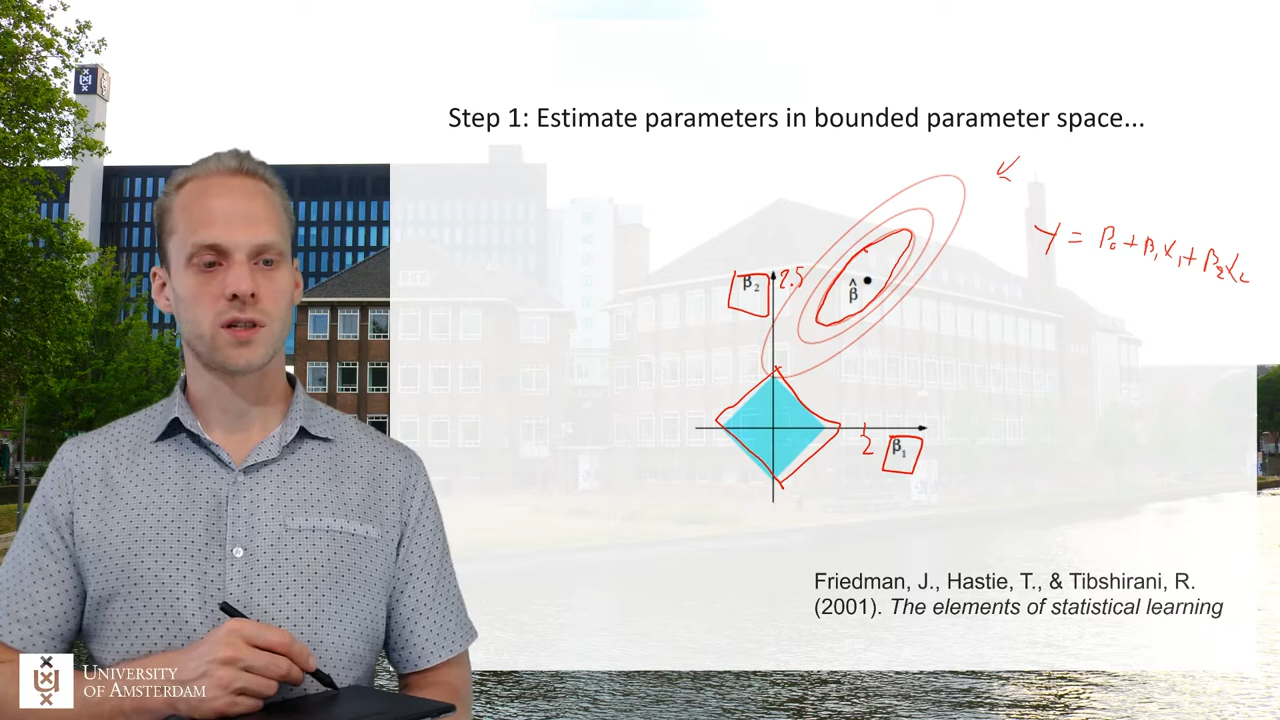 Step 1: Estimate parameters in bounded parameter space...
Y = β₀ + β₁X₁ + β₂X₂
β₂ 2.5
β̂
2 β₁
Friedman, J., Hastie, T., & Tibshirani, R.
(2001). The elements of statistical learning
UNIVERSITY
OF AMSTERDAM